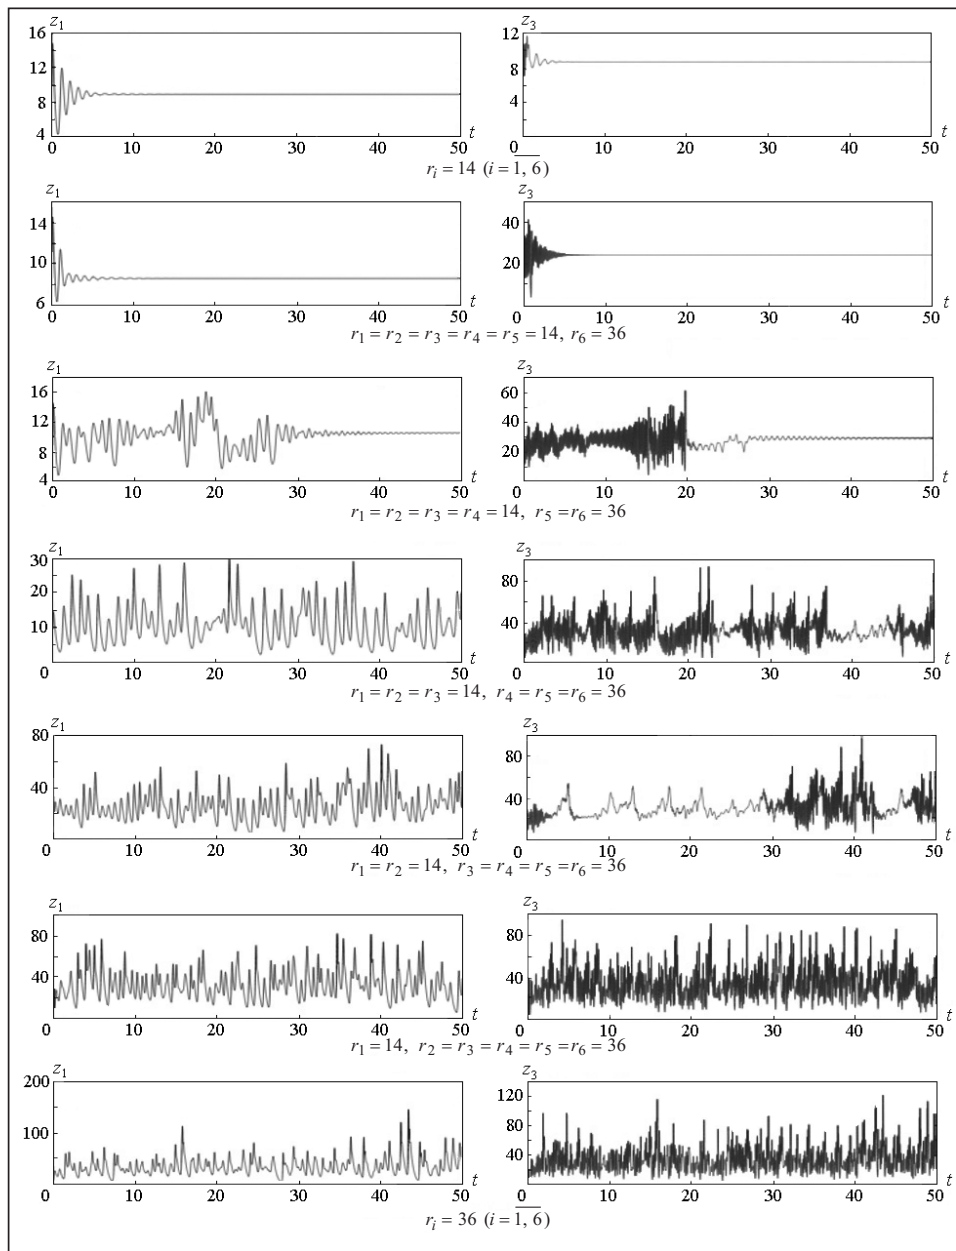 z₁ z₃
16 12
12 8
8 4
4
0 10 20 30 40 50 t 0 10 20 30 40 50 t
rᵢ = 14 (i = 1, 6)
z₁ z₃
14 40
10 20
6
0 10 20 30 40 50 t 0 10 20 30 40 50 t
r₁ = r₂ = r₃ = r₄ = r₅ = 14, r₆ = 36
z₁ z₃
16 60
12 40
8 20
4
0 10 20 30 40 50 t 0 10 20 30 40 50 t
r₁ = r₂ = r₃ = r₄ = 14, r₅ = r₆ = 36
z₁ z₃
30 80
20 40
10
0 10 20 30 40 50 t 0 10 20 30 40 50 t
r₁ = r₂ = r₃ = 14, r₄ = r₅ = r₆ = 36
z₁ z₃
80 80
40 40
0 10 20 30 40 50 t 0 10 20 30 40 50 t
r₁ = r₂ = 14, r₃ = r₄ = r₅ = r₆ = 36
z₁ z₃
80 80
40 40
0 10 20 30 40 50 t 0 10 20 30 40 50 t
r₁ = 14, r₂ = r₃ = r₄ = r₅ = r₆ = 36
z₁ z₃
200 120
100 80
40
0 10 20 30 40 50 t 0 10 20 30 40 50 t
rᵢ = 36 (i = 1, 6)